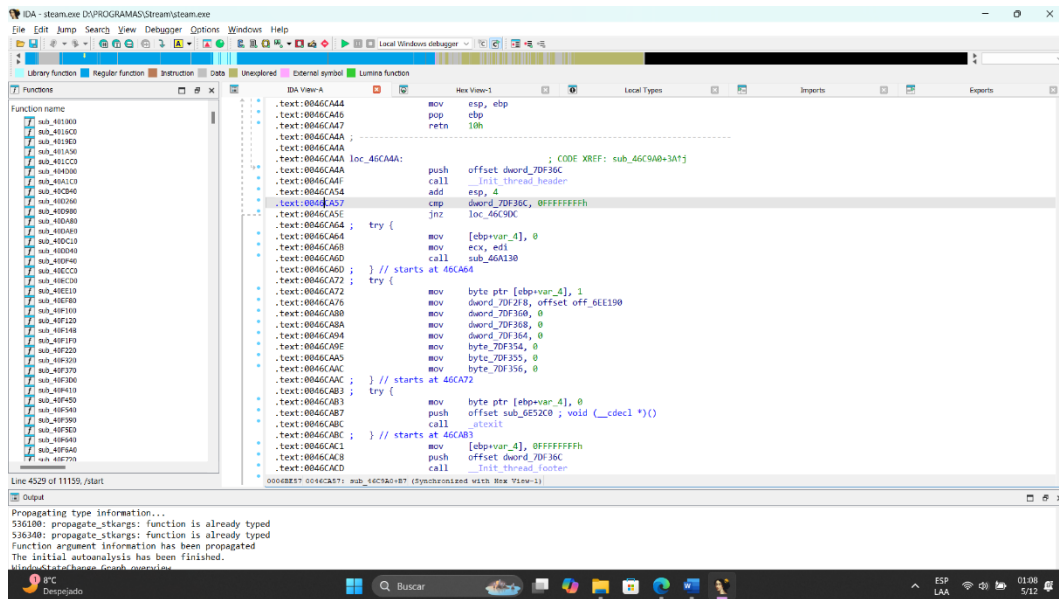 IDA - steam.exe D:\PROGRAMAS\Stream\steam.exe
File Edit Jump Search View Debugger Options Windows Help
Local Windows debugger
Library function Regular function Instruction Data Unexplored External symbol Lumina function
Functions
IDA View-A Hex View-1 Local Types Imports Exports
Function name
sub_401000
sub_4016C0
sub_4019E0
sub_401A50
sub_401CC0
sub_404D00
sub_40A1C0
sub_40CB40
sub_40D260
sub_40D980
sub_40DA80
sub_40DAE0
sub_40DC10
sub_40DD40
sub_40DF40
sub_40ECC0
sub_40ECD0
sub_40EE10
sub_40EF80
sub_40F100
sub_40F120
sub_40F148
sub_40F1F0
sub_40F220
sub_40F320
sub_40F370
sub_40F3D0
sub_40F410
sub_40F450
sub_40F540
sub_40F590
sub_40F5E0
sub_40F640
sub_40F6A0
sub_40F720
Line 4529 of 11159, /start
.text:0046CA44 mov esp, ebp
.text:0046CA46 pop ebp
.text:0046CA47 retn 10h
.text:0046CA4A ; ---------------------------------------------------------------------------
.text:0046CA4A
.text:0046CA4A loc_46CA4A: ; CODE XREF: sub_46C9A0+3A↑j
.text:0046CA4A push offset dword_7DF36C
.text:0046CA4F call __Init_thread_header
.text:0046CA54 add esp, 4
.text:0046CA57 cmp dword_7DF36C, 0FFFFFFFFh
.text:0046CA5E jnz loc_46C9DC
.text:0046CA64 ; try {
.text:0046CA64 mov [ebp+var_4], 0
.text:0046CA6B mov ecx, edi
.text:0046CA6D call sub_46A130
.text:0046CA6D ; } // starts at 46CA64
.text:0046CA72 ; try {
.text:0046CA72 mov byte ptr [ebp+var_4], 1
.text:0046CA76 mov dword_7DF2F8, offset off_6EE190
.text:0046CA80 mov dword_7DF360, 0
.text:0046CA8A mov dword_7DF368, 0
.text:0046CA94 mov dword_7DF364, 0
.text:0046CA9E mov byte_7DF354, 0
.text:0046CAA5 mov byte_7DF355, 0
.text:0046CAAC mov byte_7DF356, 0
.text:0046CAAC ; } // starts at 46CA72
.text:0046CAB3 ; try {
.text:0046CAB3 mov byte ptr [ebp+var_4], 0
.text:0046CAB7 push offset sub_6E52C0 ; void (__cdecl *)()
.text:0046CABC call _atexit
.text:0046CABC ; } // starts at 46CAB3
.text:0046CAC1 mov [ebp+var_4], 0FFFFFFFFh
.text:0046CAC8 push offset dword_7DF36C
.text:0046CACD call __Init_thread_footer
0006BE57 0046CA57: sub_46C9A0+B7 (Synchronized with Hex View-1)
Output
Propagating type information...
536100: propagate_stkargs: function is already typed
536340: propagate_stkargs: function is already typed
Function argument information has been propagated
The initial autoanalysis has been finished.
WindowStateChange Graph overview
1
8°C
Despejado
Buscar
ESP
LAA
01:08
5/12